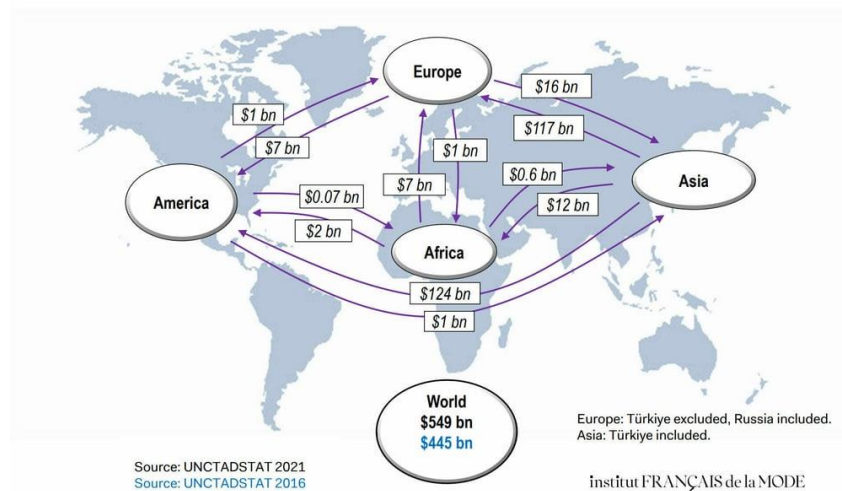 Europe
$16 bn
$1 bn
$117 bn
$7 bn
$1 bn
$0.6 bn
Asia
$7 bn
$0.07 bn
America
$12 bn
$2 bn
Africa
$124 bn
$1 bn
World
$549 bn
$445 bn
Europe: Türkiye excluded, Russia included.
Asia: Türkiye included.
Source: UNCTADSTAT 2021
Source: UNCTADSTAT 2016
institut FRANÇAIS de la MODE